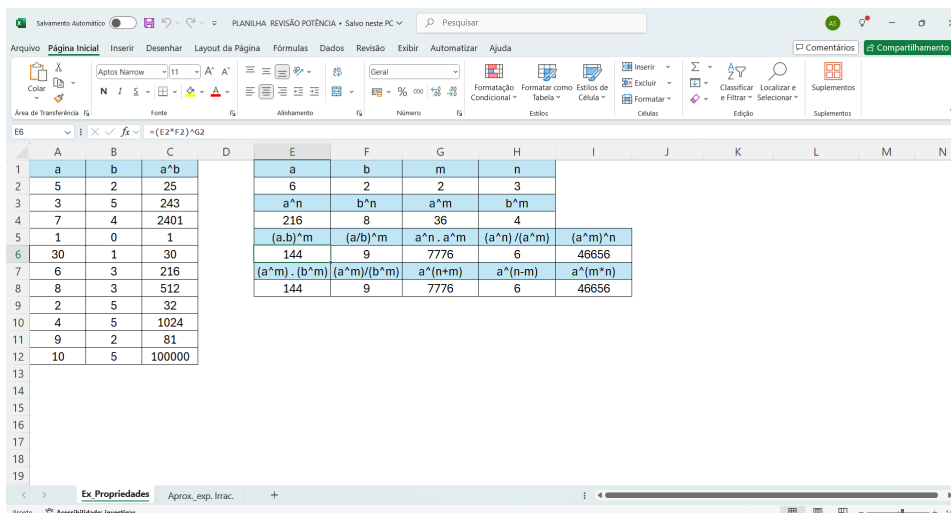 Salvamento Automático PLANILHA REVISÃO POTÊNCIA • Salvo neste PC Pesquisar AS
Arquivo Página Inicial Inserir Desenhar Layout da Página Fórmulas Dados Revisão Exibir Automatizar Ajuda Comentários Compartilhamento
Colar Aptos Narrow 11 A^ A˅ ab Geral Formatação Condicional Formatar como Tabela Estilos de Célula Inserir Excluir Formatar Classificar e Filtrar Localizar e Selecionar Suplementos
N I S A % 000
Área de Transferência Fonte Alinhamento Número Estilos Células Edição Suplementos
E6 fx =(E2*F2)^G2
A B C D E F G H I J K L M N
1 a b a^b a b m n
2 5 2 25 6 2 2 3
3 3 5 243 a^n b^n a^m b^m
4 7 4 2401 216 8 36 4
5 1 0 1 (a.b)^m (a/b)^m a^n . a^m (a^n) /(a^m) (a^m)^n
6 30 1 30 144 9 7776 6 46656
7 6 3 216 (a^m) . (b^m) (a^m)/(b^m) a^(n+m) a^(n-m) a^(m*n)
8 8 3 512 144 9 7776 6 46656
9 2 5 32
10 4 5 1024
11 9 2 81
12 10 5 100000
13
14
15
16
17
18
19
Ex_Propriedades Aprox._exp. Irrac. +
Pronto Acessibilidade: investigar